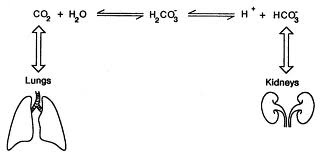 CO₂ + H₂O ⇌ H₂CO₃⁻ ⇌ H⁺ + HCO₃⁻
Lungs Kidneys